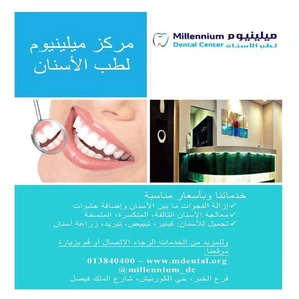 مركز ميلينيوم
لطب الأسنان
Millennium ميلينيوم
Dental Center لطب الأسنان
خدماتنا وبأسعار مناسبة
✓ إزالة الفجوات ما بين الأسنان وإضافة حشوات
✓ معالجة الأسنان التالفة، المتكسرة، المتسخة
✓ تجميل للأسنان: فينير، تبييض، تبريد، زراعة أسنان
وللمزيد من الخدمات الرجاء الاتصال أو قم بزيارة
موقعنا:
013840400 – www.mdental.org
@millennium_dc
فرع الخبر، حي الكورنيش، شارع الملك فيصل